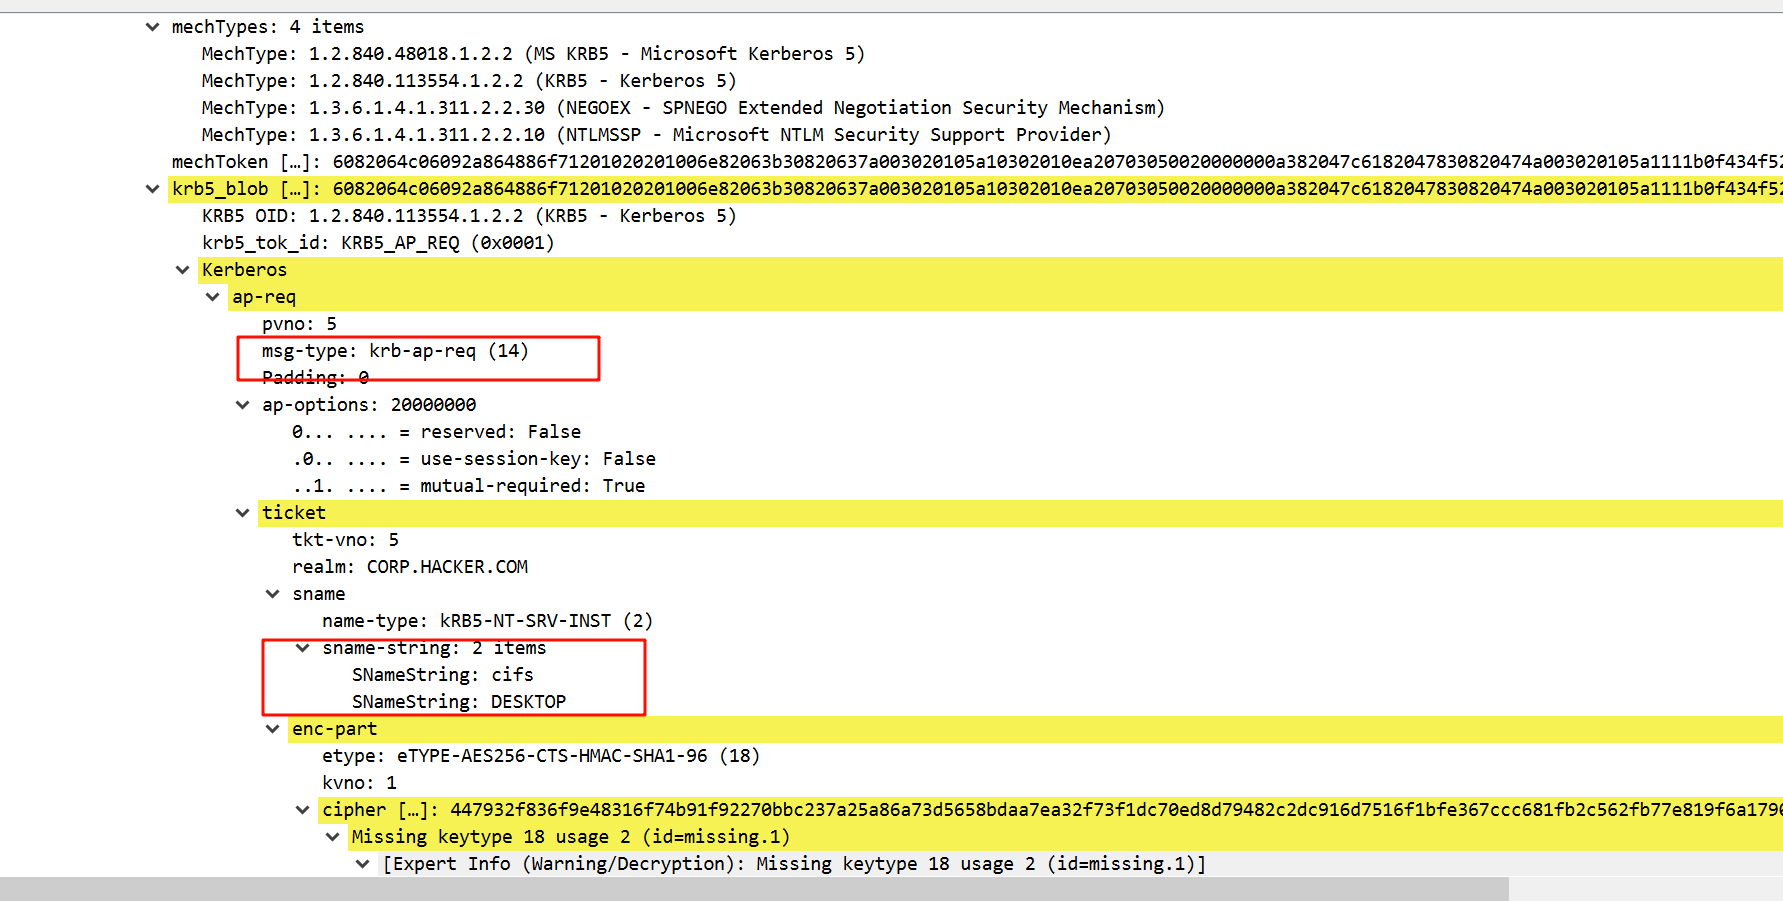 mechTypes: 4 items
MechType: 1.2.840.48018.1.2.2 (MS KRB5 - Microsoft Kerberos 5)
MechType: 1.2.840.113554.1.2.2 (KRB5 - Kerberos 5)
MechType: 1.3.6.1.4.1.311.2.2.30 (NEGOEX - SPNEGO Extended Negotiation Security Mechanism)
MechType: 1.3.6.1.4.1.311.2.2.10 (NTLMSSP - Microsoft NTLM Security Support Provider)
mechToken […]: 6082064c06092a864886f71201020201006e82063b30820637a003020105a10302010ea20703050020000000a382047c6182047830820474a003020105a1111b0f434f52
krb5_blob […]: 6082064c06092a864886f71201020201006e82063b30820637a003020105a10302010ea20703050020000000a382047c6182047830820474a003020105a1111b0f434f52
KRB5 OID: 1.2.840.113554.1.2.2 (KRB5 - Kerberos 5)
krb5_tok_id: KRB5_AP_REQ (0x0001)
Kerberos
ap-req
pvno: 5
msg-type: krb-ap-req (14)
Padding: 0
ap-options: 20000000
0... .... = reserved: False
.0.. .... = use-session-key: False
..1. .... = mutual-required: True
ticket
tkt-vno: 5
realm: CORP.HACKER.COM
sname
name-type: kRB5-NT-SRV-INST (2)
sname-string: 2 items
SNameString: cifs
SNameString: DESKTOP
enc-part
etype: eTYPE-AES256-CTS-HMAC-SHA1-96 (18)
kvno: 1
cipher […]: 447932f836f9e48316f74b91f92270bbc237a25a86a73d5658bdaa7ea32f73f1dc70ed8d79482c2dc916d7516f1bfe367ccc681fb2c562fb77e819f6a1790
Missing keytype 18 usage 2 (id=missing.1)
[Expert Info (Warning/Decryption): Missing keytype 18 usage 2 (id=missing.1)]